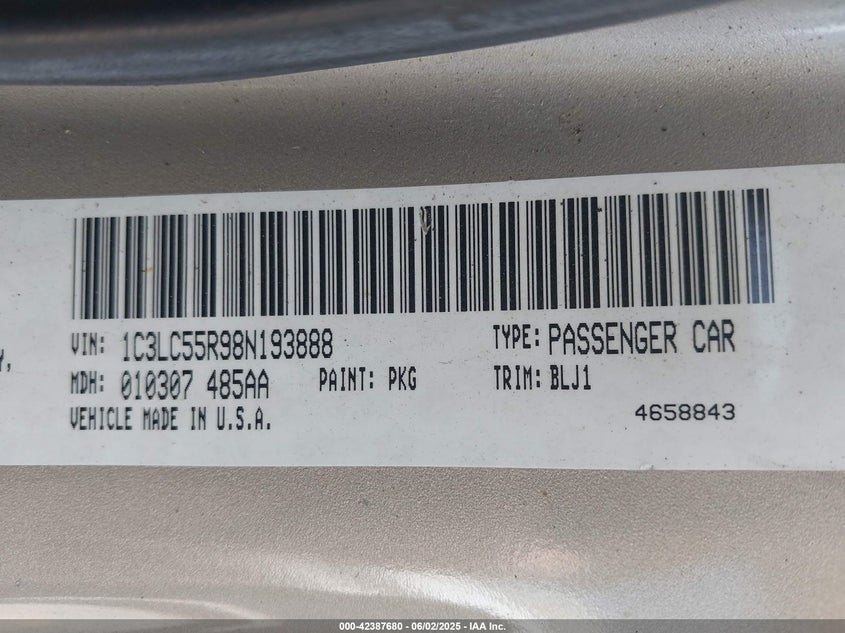 Y,
VIN: 1C3LC55R98N193888 TYPE: PASSENGER CAR
MDH: 010307 485AA PAINT: PKG TRIM: BLJ1
VEHICLE MADE IN U.S.A. 4658843
000-42387680 - 06/02/2025 - IAA Inc.